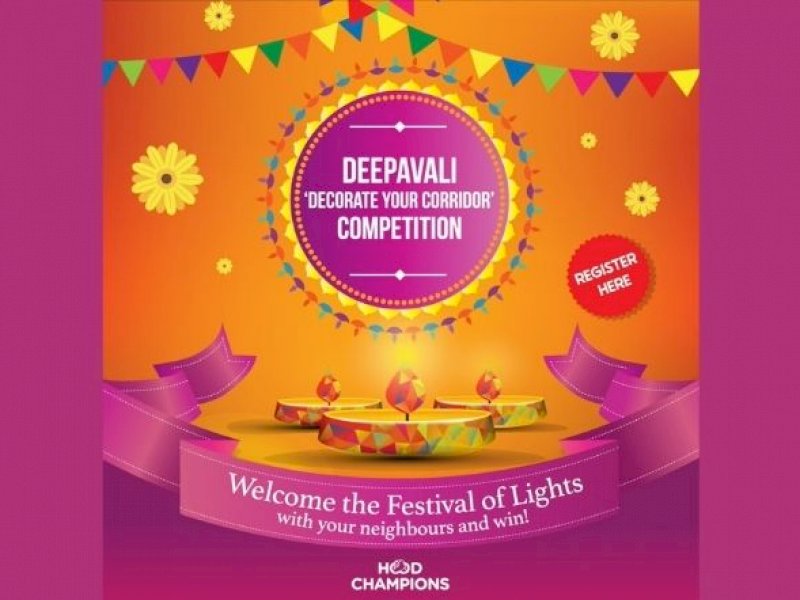 DEEPAVALI
'DECORATE YOUR CORRIDOR'
COMPETITION
REGISTER
HERE
Welcome the Festival of Lights
with your neighbours and win!
HOOD
CHAMPIONS